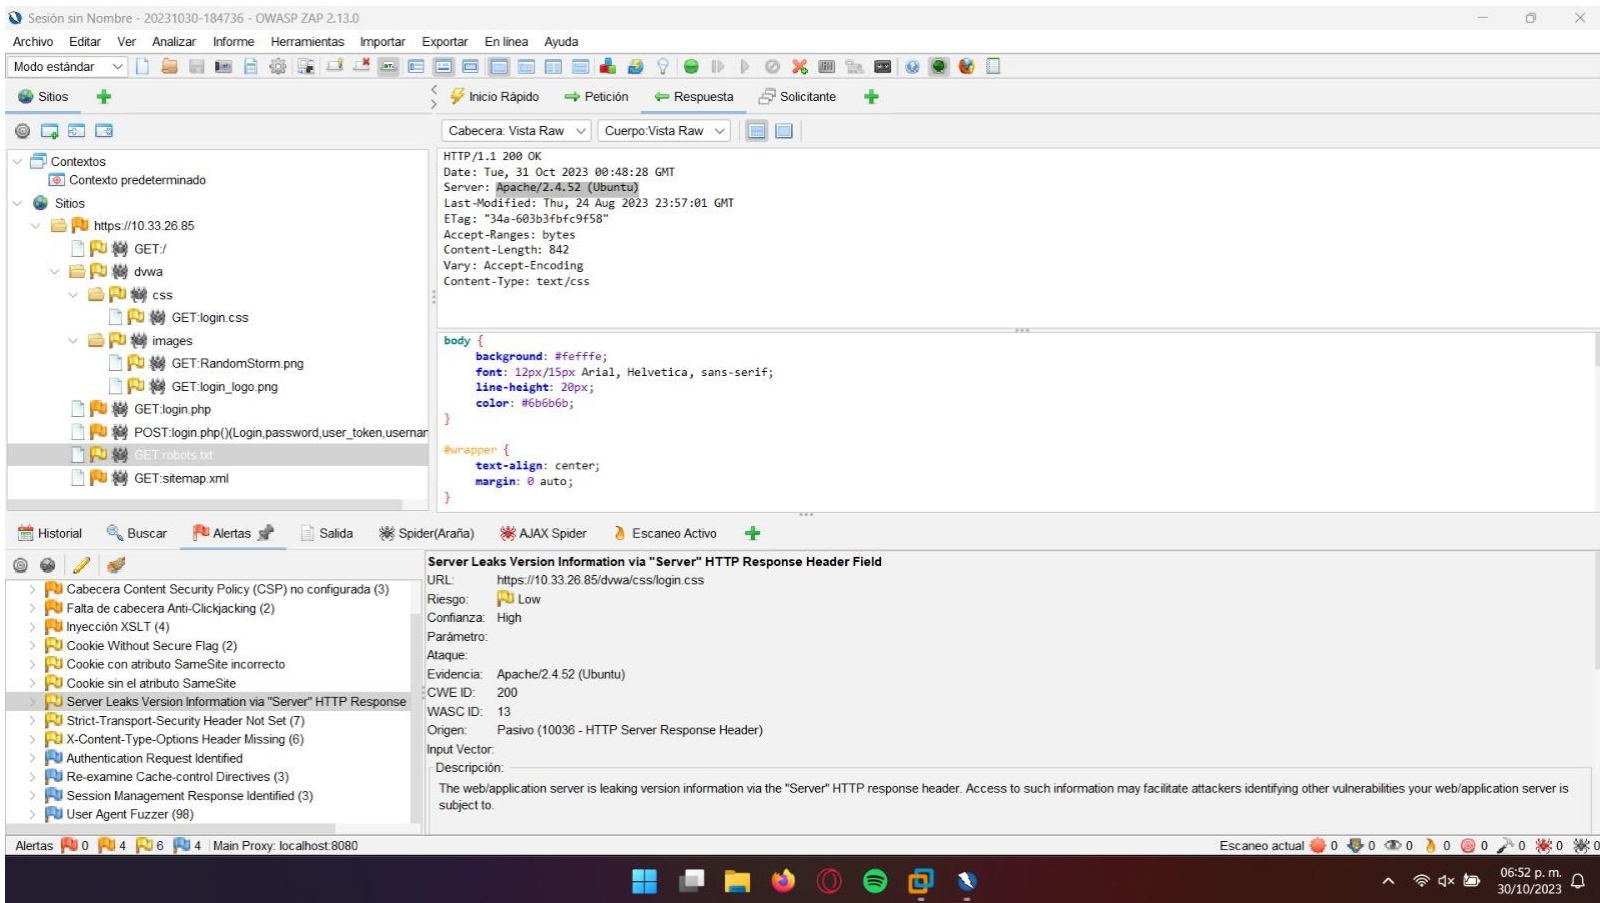 Sesión sin Nombre - 20231030-184736 - OWASP ZAP 2.13.0
Archivo Editar Ver Analizar Informe Herramientas Importar Exportar En línea Ayuda
Modo estándar
Sitios
Inicio Rápido Petición Respuesta Solicitante
Cabecera: Vista Raw Cuerpo:Vista Raw
Contextos
Contexto predeterminado
Sitios
https://10.33.26.85
GET:/
dvwa
css
GET:login.css
images
GET:RandomStorm.png
GET:login_logo.png
GET:login.php
POST:login.php()(Login,password,user_token,usernar
GET:robots.txt
GET:sitemap.xml
HTTP/1.1 200 OK
Date: Tue, 31 Oct 2023 00:48:28 GMT
Server: Apache/2.4.52 (Ubuntu)
Last-Modified: Thu, 24 Aug 2023 23:57:01 GMT
ETag: "34a-603b3fbfc9f58"
Accept-Ranges: bytes
Content-Length: 842
Vary: Accept-Encoding
Content-Type: text/css
body {
background: #fefffe;
font: 12px/15px Arial, Helvetica, sans-serif;
line-height: 20px;
color: #6b6b6b;
}
#wrapper {
text-align: center;
margin: 0 auto;
}
Historial Buscar Alertas Salida Spider(Araña) AJAX Spider Escaneo Activo
Cabecera Content Security Policy (CSP) no configurada (3)
Falta de cabecera Anti-Clickjacking (2)
Inyección XSLT (4)
Cookie Without Secure Flag (2)
Cookie con atributo SameSite incorrecto
Cookie sin el atributo SameSite
Server Leaks Version Information via "Server" HTTP Response
Strict-Transport-Security Header Not Set (7)
X-Content-Type-Options Header Missing (6)
Authentication Request Identified
Re-examine Cache-control Directives (3)
Session Management Response Identified (3)
User Agent Fuzzer (98)
Server Leaks Version Information via "Server" HTTP Response Header Field
URL: https://10.33.26.85/dvwa/css/login.css
Riesgo: Low
Confianza: High
Parámetro:
Ataque:
Evidencia: Apache/2.4.52 (Ubuntu)
CWE ID: 200
WASC ID: 13
Origen: Pasivo (10036 - HTTP Server Response Header)
Input Vector:
Descripción:
The web/application server is leaking version information via the "Server" HTTP response header. Access to such information may facilitate attackers identifying other vulnerabilities your web/application server is
subject to.
Alertas 0 4 6 4 Main Proxy: localhost:8080
Escaneo actual 0 0 0 0 0 0 0 0
06:52 p. m.
30/10/2023